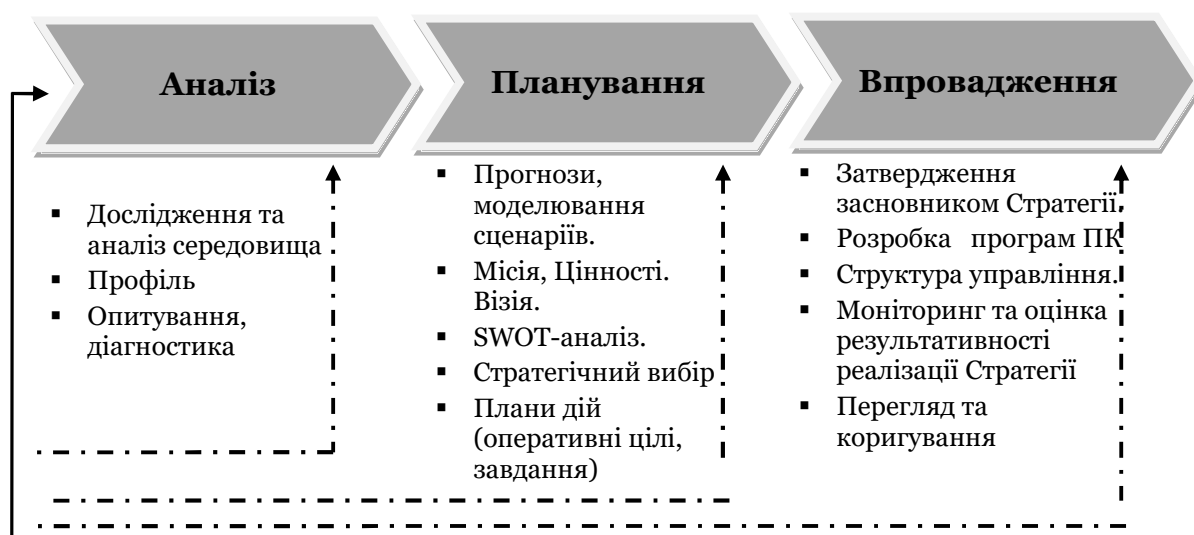 Аналіз
Планування
Впровадження
▪ Дослідження та
аналіз середовища
▪ Профіль
▪ Опитування,
діагностика
▪ Прогнози,
моделювання
сценаріїв.
▪ Місія, Цінності.
Візія.
▪ SWOT-аналіз.
▪ Стратегічний вибір
▪ Плани дій
(оперативні цілі,
завдання)
▪ Затвердження
засновником Стратегії.
▪ Розробка програм ПК
▪ Структура управління.
▪ Моніторинг та оцінка
результативності
реалізації Стратегії
▪ Перегляд та
коригування